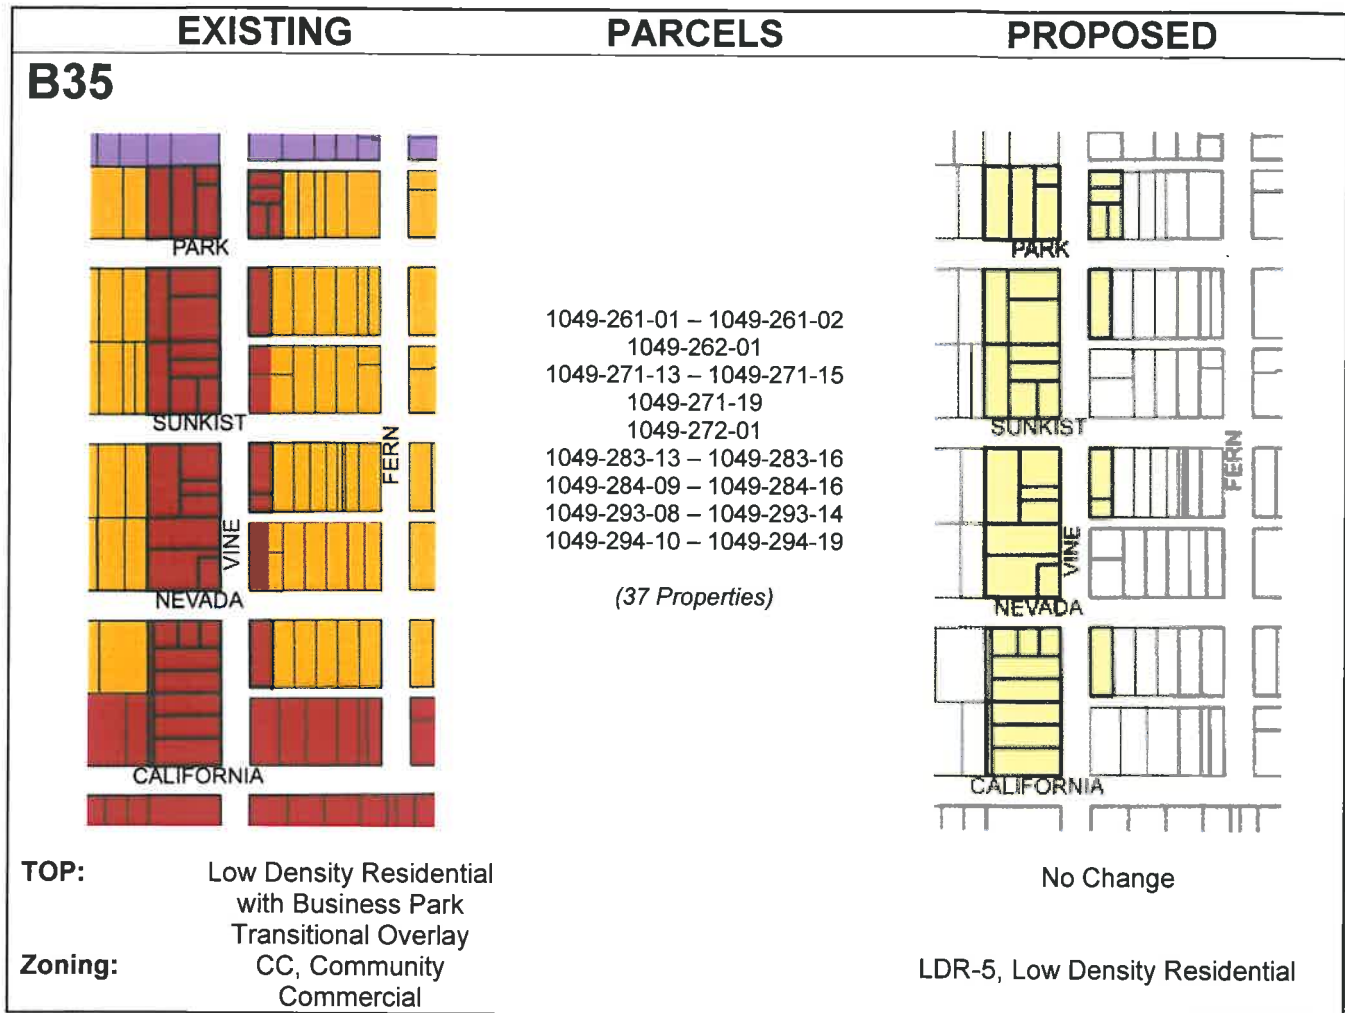 EXISTING PARCELS PROPOSED
B35
PARK
SUNKIST
FERN
VINE
NEVADA
CALIFORNIA
1049-261-01 – 1049-261-02
1049-262-01
1049-271-13 – 1049-271-15
1049-271-19
1049-272-01
1049-283-13 – 1049-283-16
1049-284-09 – 1049-284-16
1049-293-08 – 1049-293-14
1049-294-10 – 1049-294-19
(37 Properties)
PARK
SUNKIST
FERN
VINE
NEVADA
CALIFORNIA
TOP: Low Density Residential
with Business Park
Transitional Overlay
No Change
Zoning: CC, Community
Commercial
LDR-5, Low Density Residential